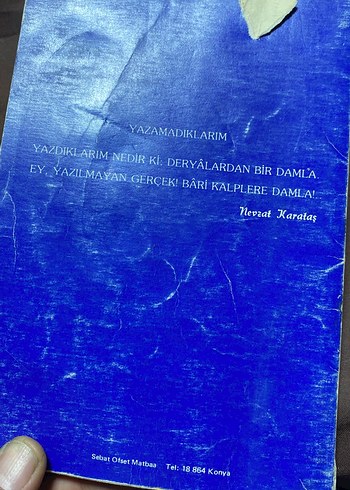 YAZAMADIKLARIM
YAZDIKLARIM NEDİR Kİ; DERYÂLARDAN BİR DAMLA
EY, YAZILMAYAN GERÇEK! BÂRİ KALPLERE DAMLA!.
Nevzat Karataş
Sebat Ofset Matbaa Tel: 18 864 Konya